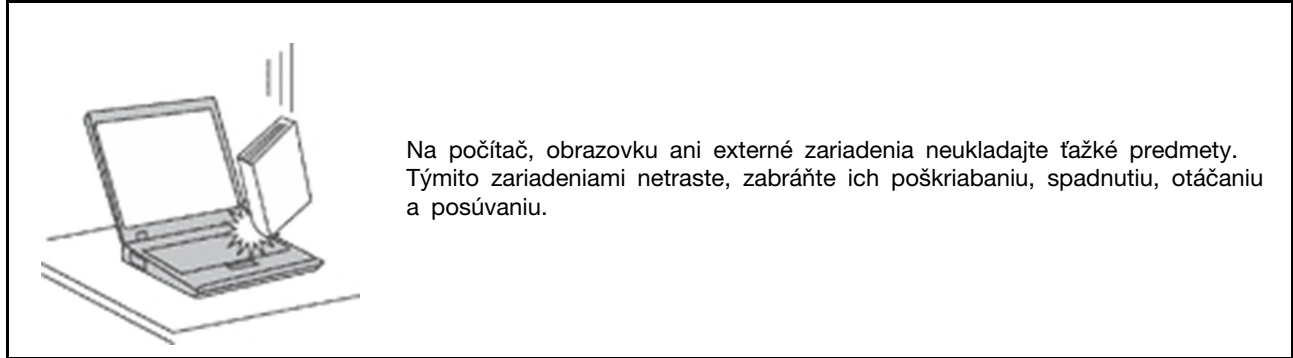 Na počítač, obrazovku ani externé zariadenia neukladajte ťažké predmety.
Týmito zariadeniami netraste, zabráňte ich poškriabaniu, spadnutiu, otáčaniu
a posúvaniu.